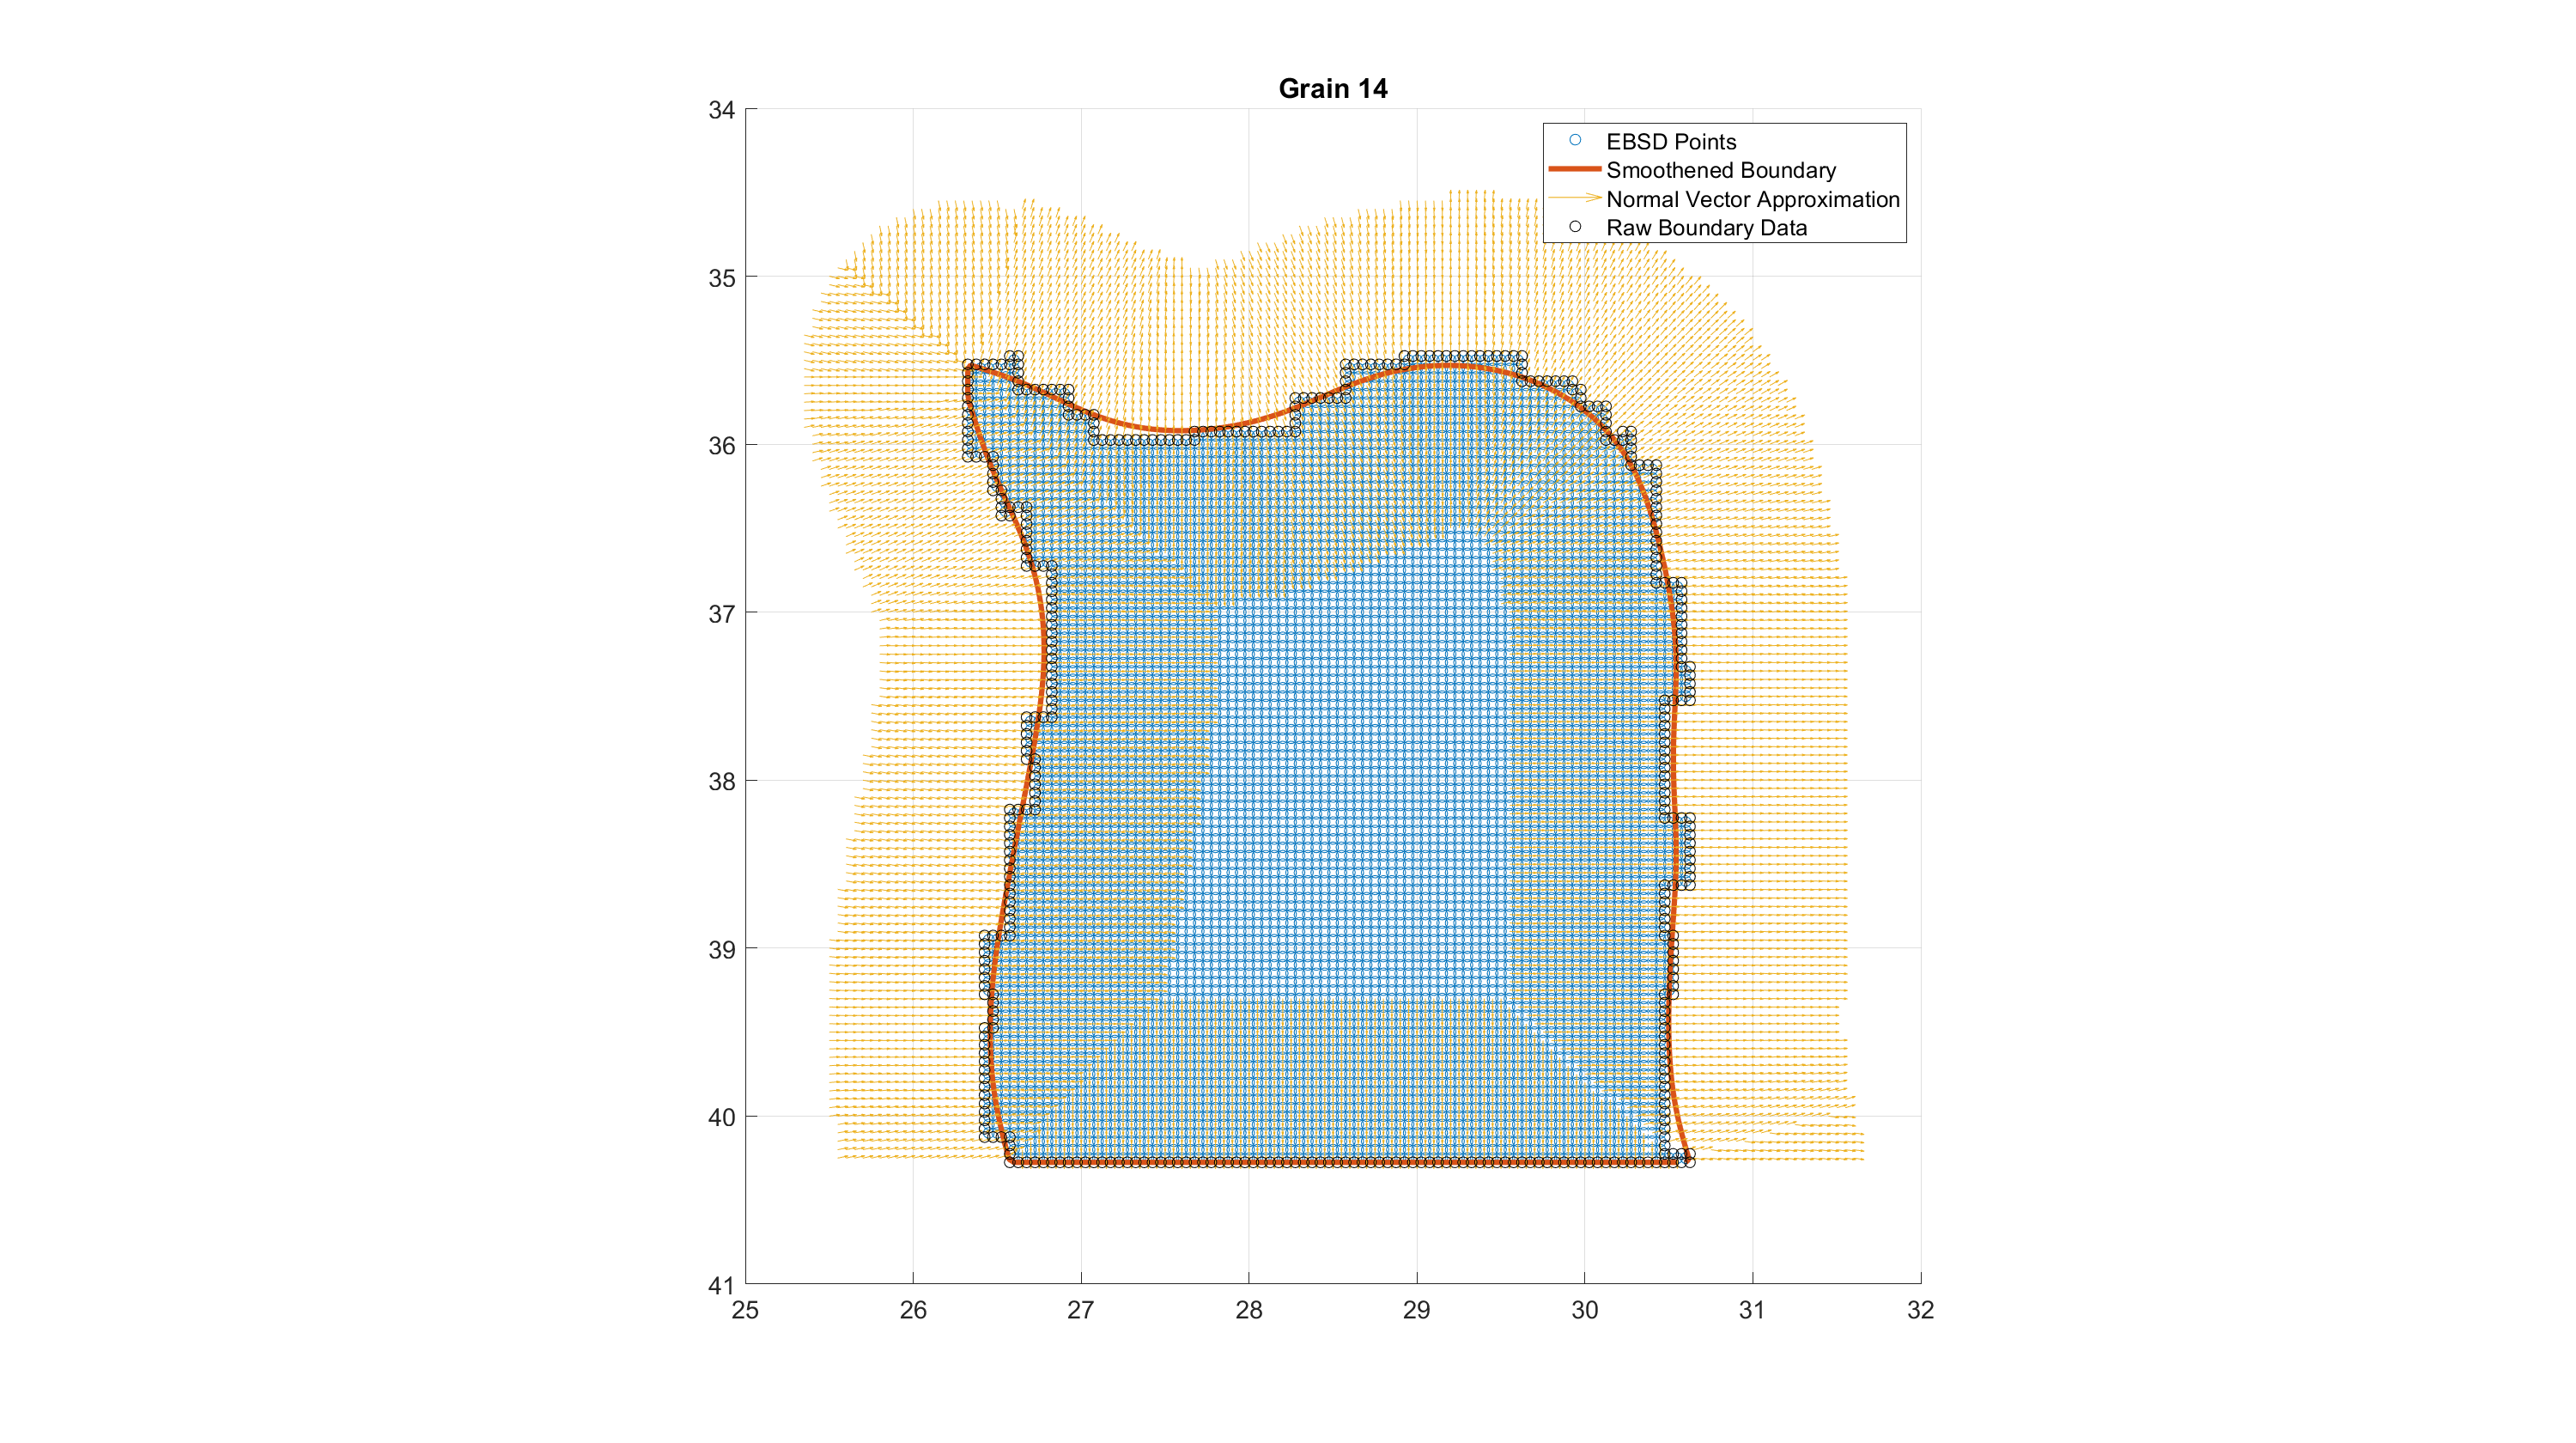 Grain 14
EBSD Points
Smoothened Boundary
Normal Vector Approximation
Raw Boundary Data
34
35
36
37
38
39
40
41
25 26 27 28 29 30 31 32